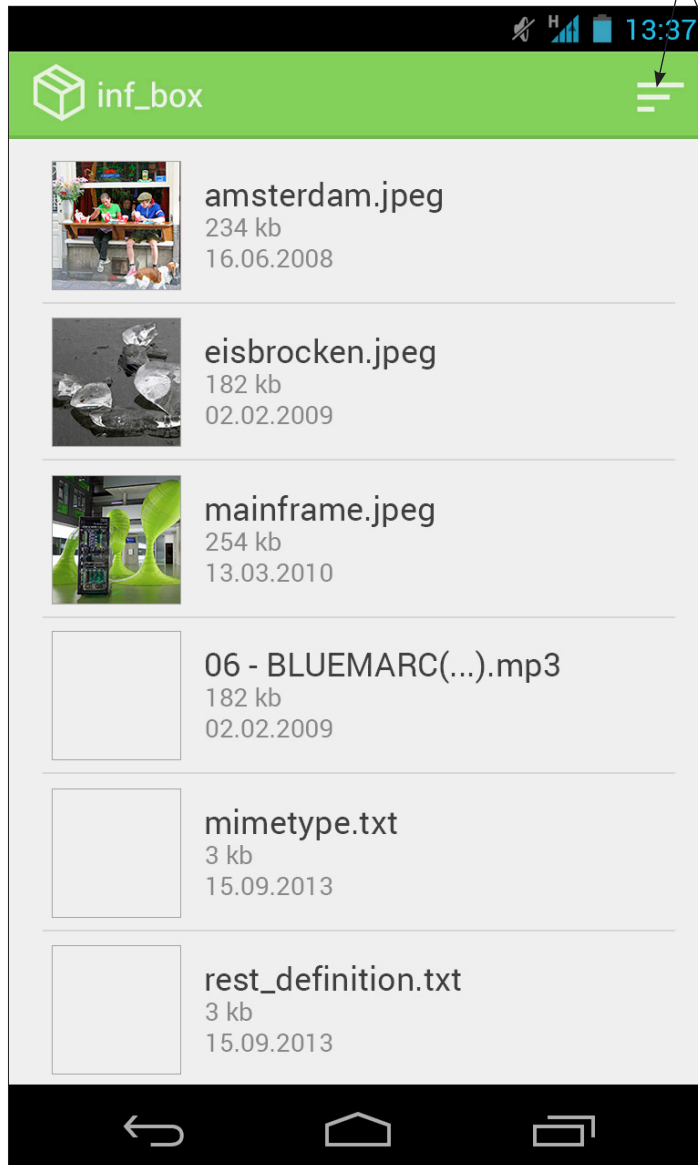 H 13:37
inf_box
amsterdam.jpeg
234 kb
16.06.2008
eisbrocken.jpeg
182 kb
02.02.2009
mainframe.jpeg
254 kb
13.03.2010
06 - BLUEMARC(...).mp3
182 kb
02.02.2009
mimetype.txt
3 kb
15.09.2013
rest_definition.txt
3 kb
15.09.2013